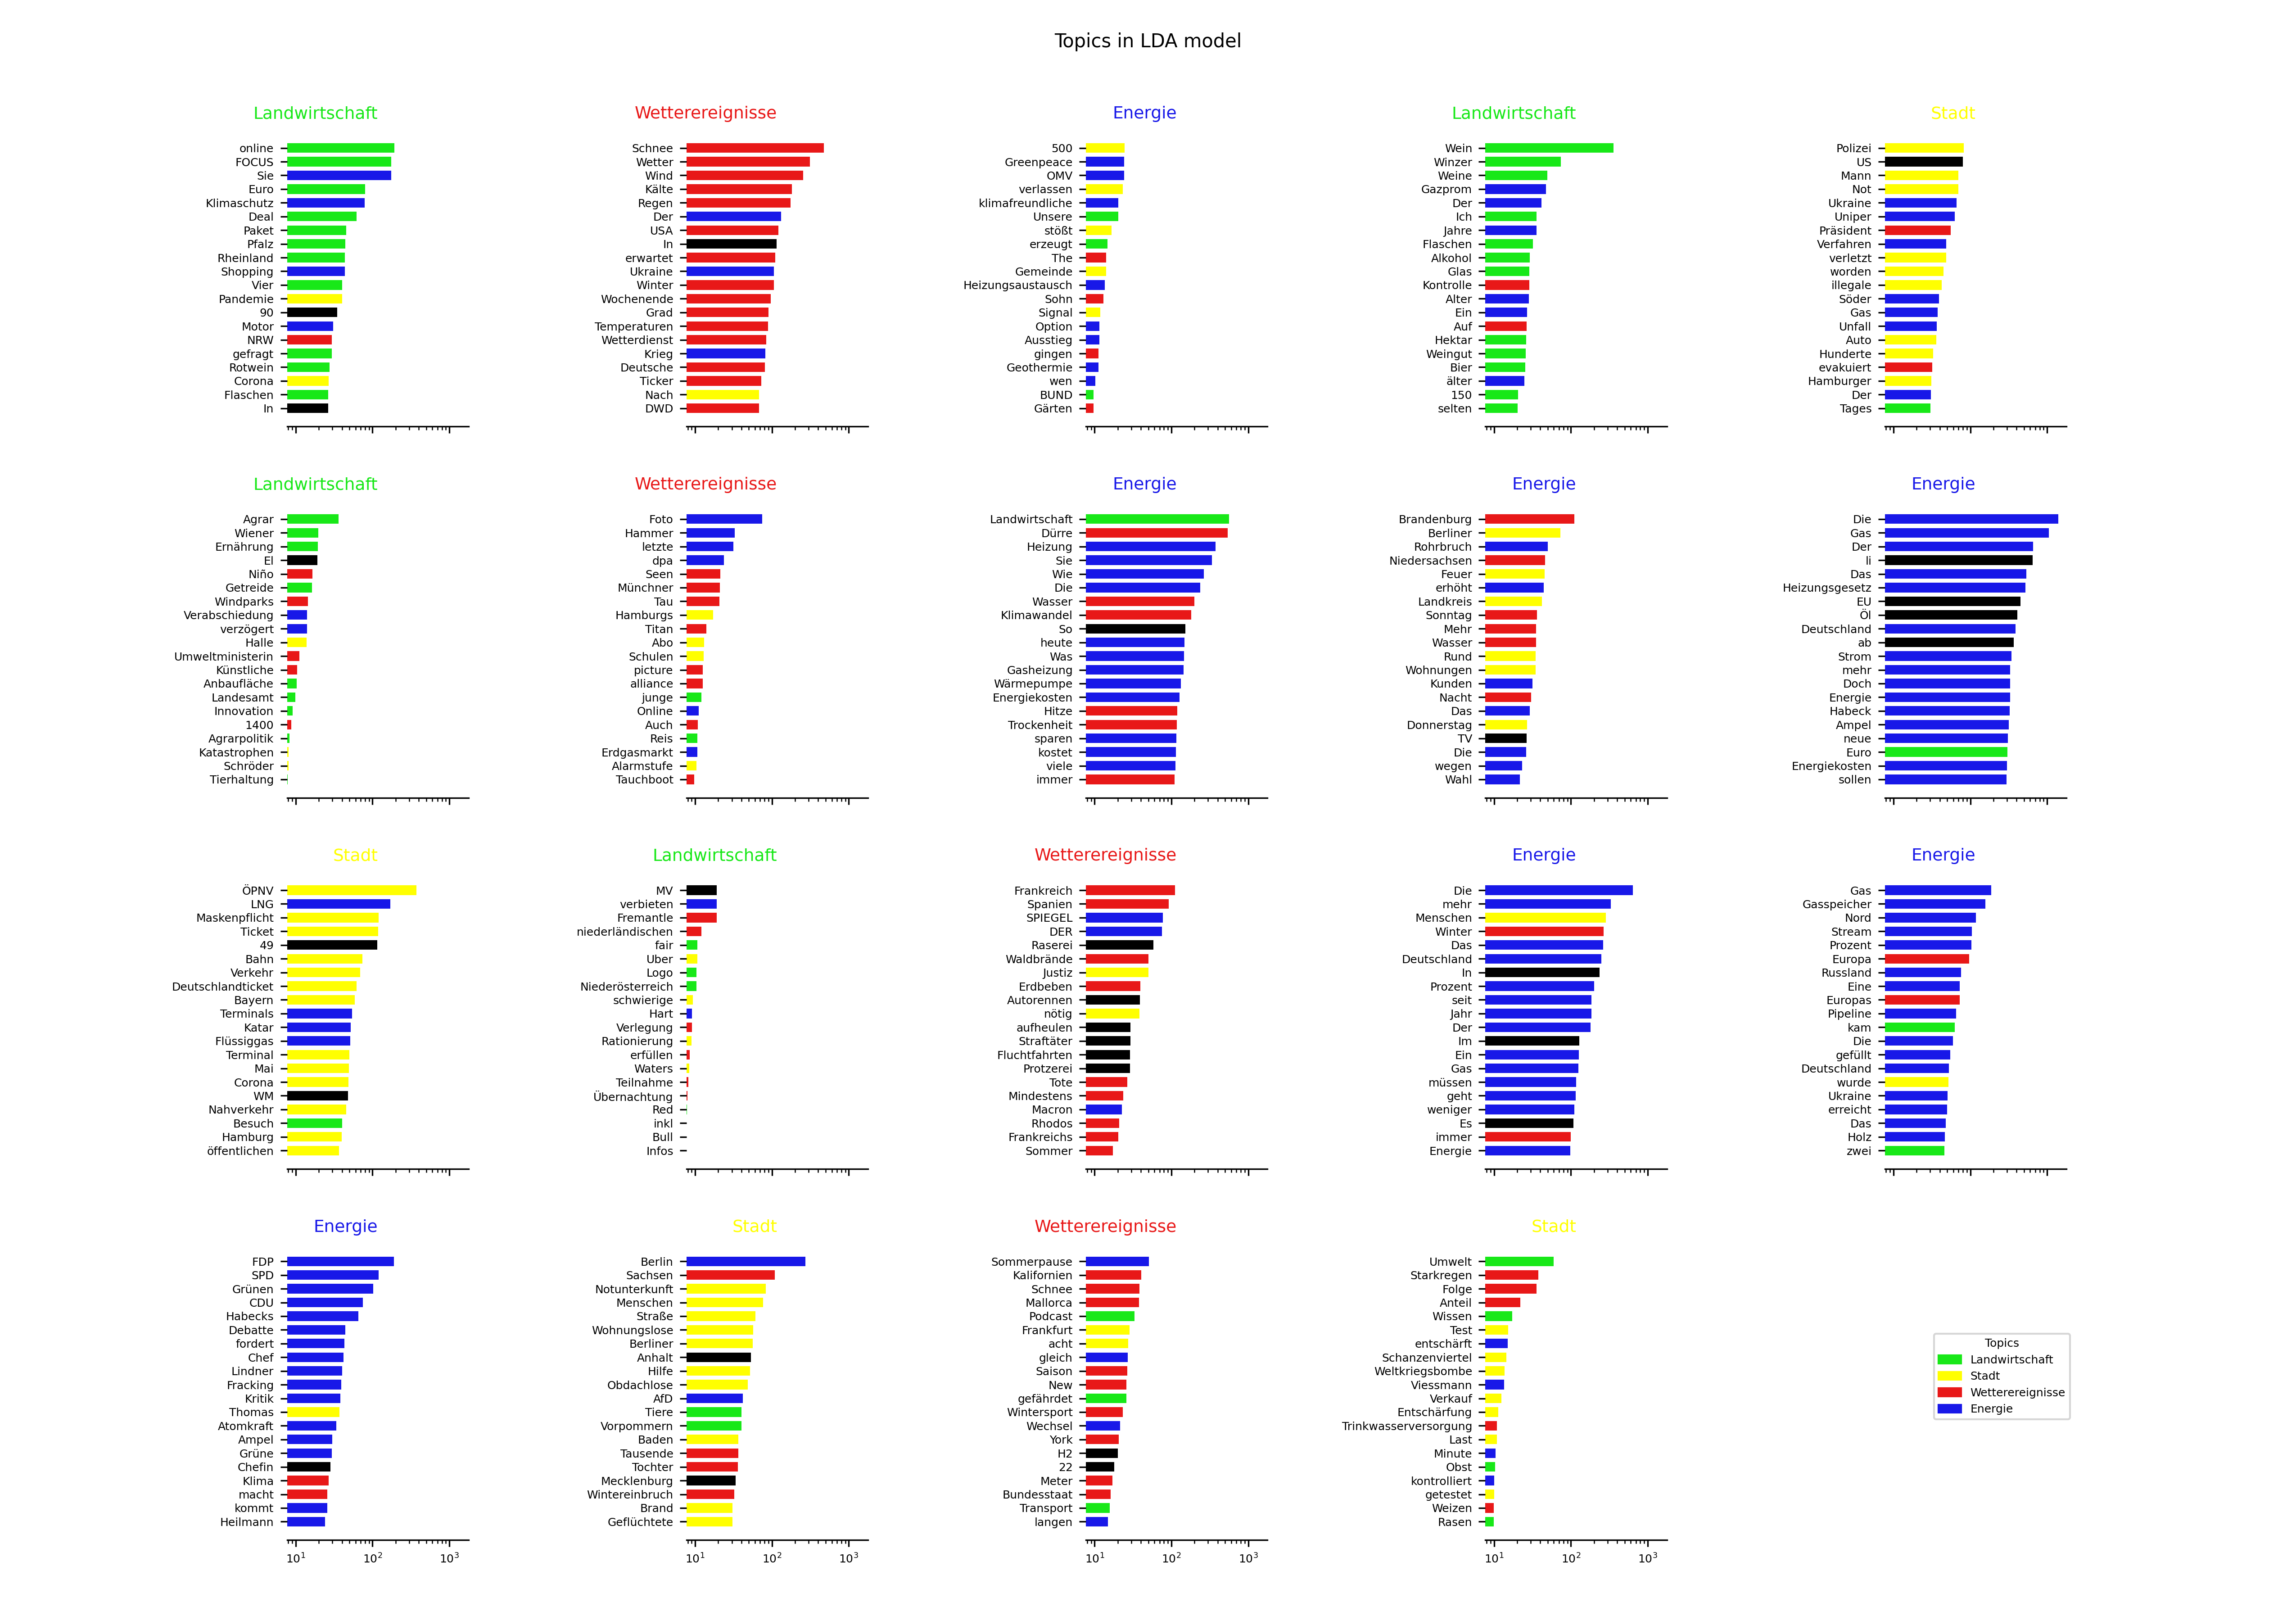 Topics in LDA model
Landwirtschaft
online
FOCUS
Sie
Euro
Klimaschutz
Deal
Paket
Pfalz
Rheinland
Shopping
Vier
Pandemie
90
Motor
NRW
gefragt
Rotwein
Corona
Flaschen
In
Wetterereignisse
Schnee
Wetter
Wind
Kälte
Regen
Der
USA
In
erwartet
Ukraine
Winter
Wochenende
Grad
Temperaturen
Wetterdienst
Krieg
Deutsche
Ticker
Nach
DWD
Energie
500
Greenpeace
OMV
verlassen
klimafreundliche
Unsere
stößt
erzeugt
The
Gemeinde
Heizungsaustausch
Sohn
Signal
Option
Ausstieg
gingen
Geothermie
wen
BUND
Gärten
Landwirtschaft
Wein
Winzer
Weine
Gazprom
Der
Ich
Jahre
Flaschen
Alkohol
Glas
Kontrolle
Alter
Ein
Auf
Hektar
Weingut
Bier
älter
150
selten
Stadt
Polizei
US
Mann
Not
Ukraine
Uniper
Präsident
Verfahren
verletzt
worden
illegale
Söder
Gas
Unfall
Auto
Hunderte
evakuiert
Hamburger
Der
Tages
Landwirtschaft
Agrar
Wiener
Ernährung
El
Niño
Getreide
Windparks
Verabschiedung
verzögert
Halle
Umweltministerin
Künstliche
Anbaufläche
Landesamt
Innovation
1400
Agrarpolitik
Katastrophen
Schröder
Tierhaltung
Wetterereignisse
Foto
Hammer
letzte
dpa
Seen
Münchner
Tau
Hamburgs
Titan
Abo
Schulen
picture
alliance
junge
Online
Auch
Reis
Erdgasmarkt
Alarmstufe
Tauchboot
Energie
Landwirtschaft
Dürre
Heizung
Sie
Wie
Die
Wasser
Klimawandel
So
heute
Was
Gasheizung
Wärmepumpe
Energiekosten
Hitze
Trockenheit
sparen
kostet
viele
immer
Energie
Brandenburg
Berliner
Rohrbruch
Niedersachsen
Feuer
erhöht
Landkreis
Sonntag
Mehr
Wasser
Rund
Wohnungen
Kunden
Nacht
Das
Donnerstag
TV
Die
wegen
Wahl
Energie
Die
Gas
Der
li
Das
Heizungsgesetz
EU
Öl
Deutschland
ab
Strom
mehr
Doch
Energie
Habeck
Ampel
neue
Euro
Energiekosten
sollen
Stadt
ÖPNV
LNG
Maskenpflicht
Ticket
49
Bahn
Verkehr
Deutschlandticket
Bayern
Terminals
Katar
Flüssiggas
Terminal
Mai
Corona
WM
Nahverkehr
Besuch
Hamburg
öffentlichen
Landwirtschaft
MV
verbieten
Fremantle
niederländischen
fair
Uber
Logo
Niederösterreich
schwierige
Hart
Verlegung
Rationierung
erfüllen
Waters
Teilnahme
Übernachtung
Red
inkl
Bull
Infos
Wetterereignisse
Frankreich
Spanien
SPIEGEL
DER
Raserei
Waldbrände
Justiz
Erdbeben
Autorennen
nötig
aufheulen
Straftäter
Fluchtfahrten
Protzerei
Tote
Mindestens
Macron
Rhodos
Frankreichs
Sommer
Energie
Die
mehr
Menschen
Winter
Das
Deutschland
In
Prozent
seit
Jahr
Der
Im
Ein
Gas
müssen
geht
weniger
Es
immer
Energie
Energie
Gas
Gasspeicher
Nord
Stream
Prozent
Europa
Russland
Eine
Europas
Pipeline
kam
Die
gefüllt
Deutschland
wurde
Ukraine
erreicht
Das
Holz
zwei
Energie
FDP
SPD
Grünen
CDU
Habecks
Debatte
fordert
Chef
Lindner
Fracking
Kritik
Thomas
Atomkraft
Ampel
Grüne
Chefin
Klima
macht
kommt
Heilmann
10¹ 10² 10³
Stadt
Berlin
Sachsen
Notunterkunft
Menschen
Straße
Wohnungslose
Berliner
Anhalt
Hilfe
Obdachlose
AfD
Tiere
Vorpommern
Baden
Tausende
Tochter
Mecklenburg
Wintereinbruch
Brand
Geflüchtete
10¹ 10² 10³
Wetterereignisse
Sommerpause
Kalifornien
Schnee
Mallorca
Podcast
Frankfurt
acht
gleich
Saison
New
gefährdet
Wintersport
Wechsel
York
H2
22
Meter
Bundesstaat
Transport
langen
10¹ 10² 10³
Stadt
Umwelt
Starkregen
Folge
Anteil
Wissen
Test
entschärft
Schanzenviertel
Weltkriegsbombe
Viessmann
Verkauf
Entschärfung
Trinkwasserversorgung
Last
Minute
Obst
kontrolliert
getestet
Weizen
Rasen
10¹ 10² 10³
Topics
Landwirtschaft
Stadt
Wetterereignisse
Energie